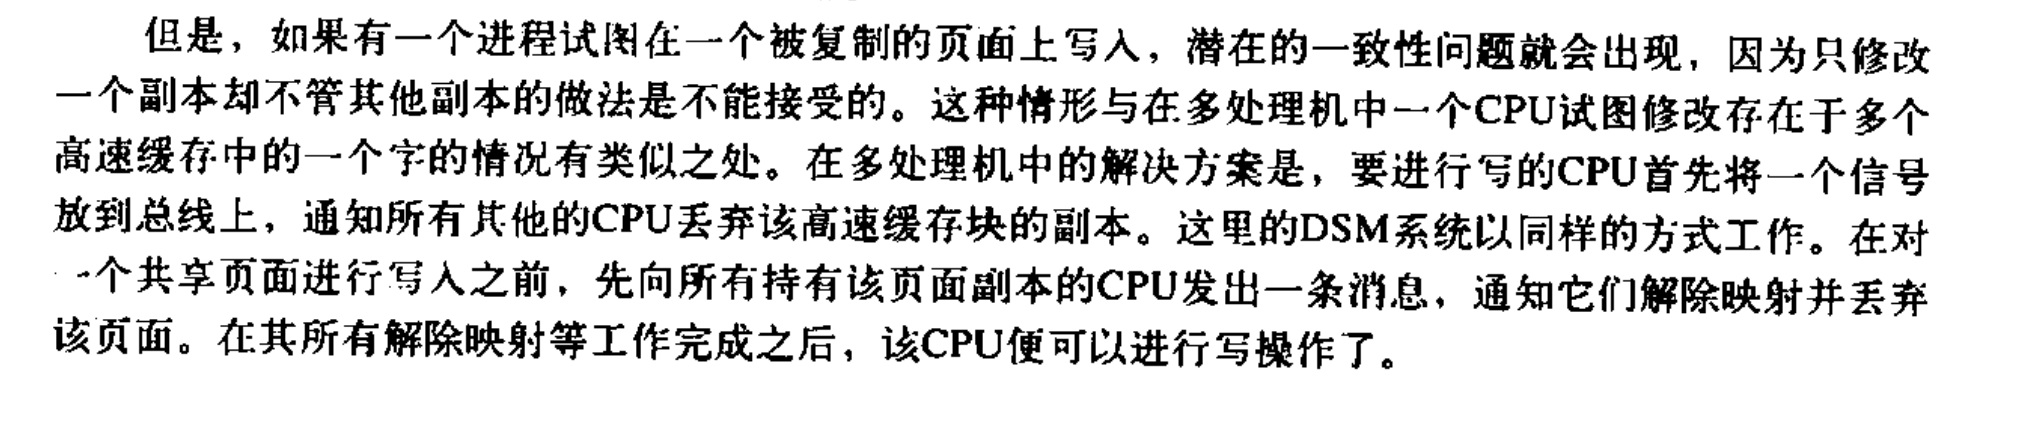 但是，如果有一个进程试图在一个被复制的页面上写入，潜在的一致性问题就会出现，因为只修改
一个副本却不管其他副本的做法是不能接受的。这种情形与在多处理机中一个CPU试图修改存在于多个
高速缓存中的一个字的情况有类似之处。在多处理机中的解决方案是，要进行写的CPU首先将一个信号
放到总线上，通知所有其他的CPU丢弃该高速缓存块的副本。这里的DSM系统以同样的方式工作。在对
一个共享页面进行写入之前，先向所有持有该页面副本的CPU发出一条消息，通知它们解除映射并丢弃
该页面。在其所有解除映射等工作完成之后，该CPU便可以进行写操作了。